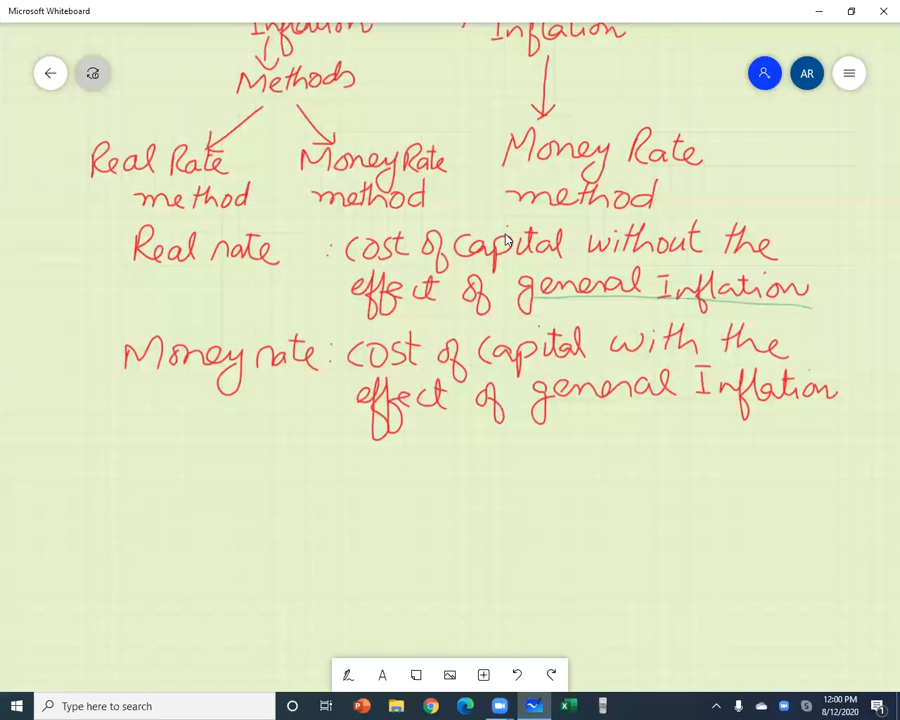 Microsoft Whiteboard
Inflation
Inflation
Methods
AR
Real Rate method
Money Rate method
Money Rate method
Real rate : cost of capital without the
effect of general Inflation
Money rate : cost of capital with the
effect of general Inflation
A
Type here to search
12:00 PM
8/12/2020
1